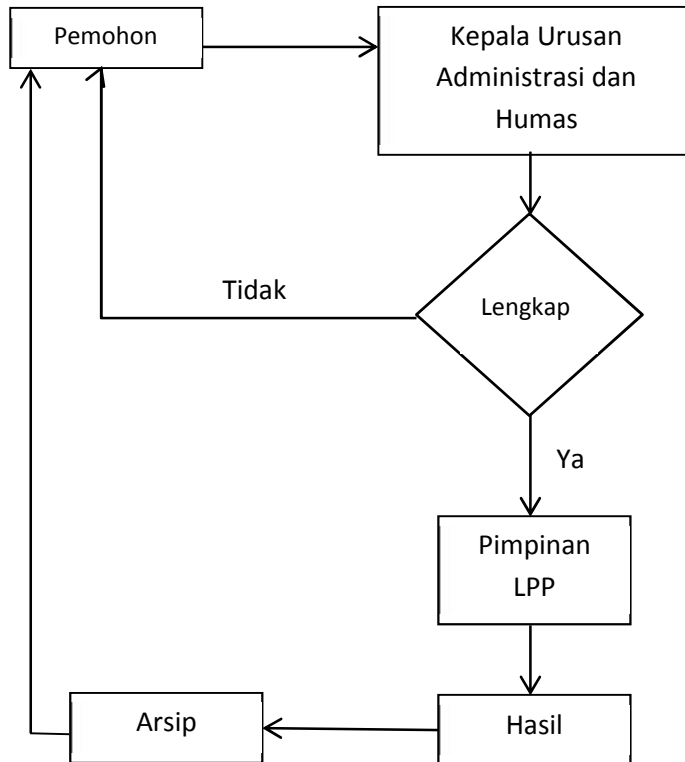 Pemohon
Kepala Urusan
Administrasi dan
Humas
Tidak
Lengkap
Ya
Pimpinan
LPP
Arsip
Hasil